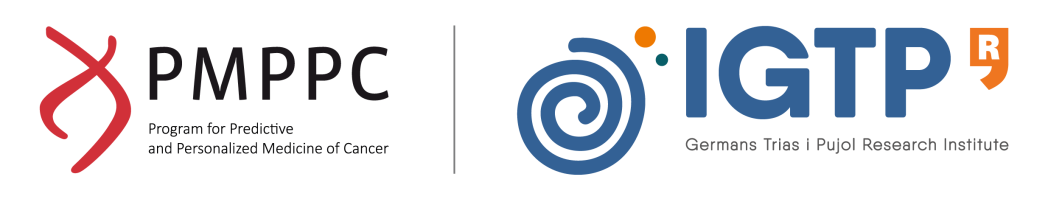 PMPPC
Program for Predictive
and Personalized Medicine of Cancer
IGTP R
Germans Trias i Pujol Research Institute